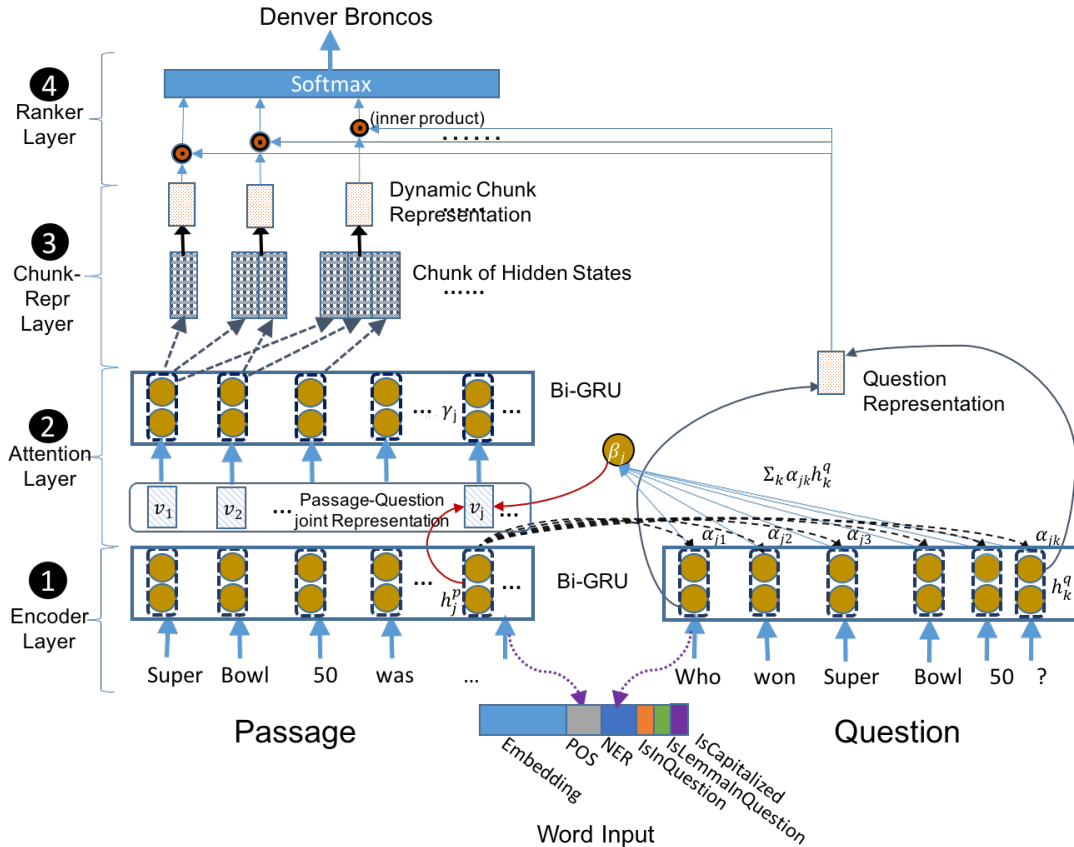 Denver Broncos
4
Ranker
Layer
Softmax
(inner product)
......
Dynamic Chunk
Representation
......
3
Chunk-
Repr
Layer
Chunk of Hidden States
......
2
Attention
Layer
... γj ...
Bi-GRU
Question
Representation
βj
Σk αjk hkq
v1 v2 ... Passage-Question
joint Representation vj ...
αj1 αj2 αj3 αjk
1
Encoder
Layer
... hjp ...
Bi-GRU
hkq
Super Bowl 50 was ...
Who won Super Bowl 50 ?
Passage
Question
Embedding
POS
NER
IsInQuestion
IsLemmaInQuestion
IsCapitalized
Word Input